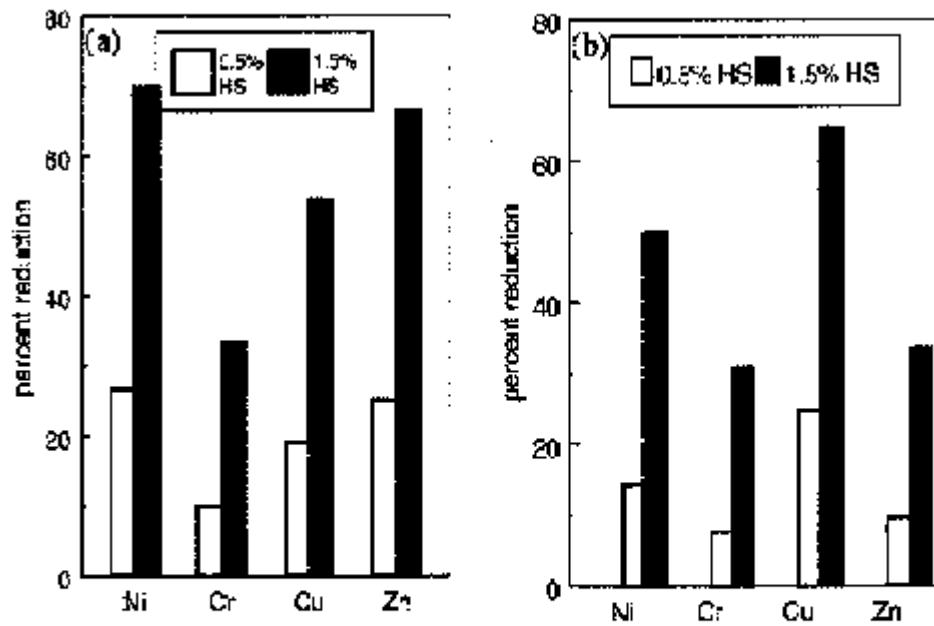 80
(a)
0.5%
HS
1.5%
HS
60
40
20
0
percent reduction
Ni Cr Cu Zn
80
(b)
0.5% HS 1.5% HS
60
40
20
0
percent reduction
Ni Cr Cu Zn